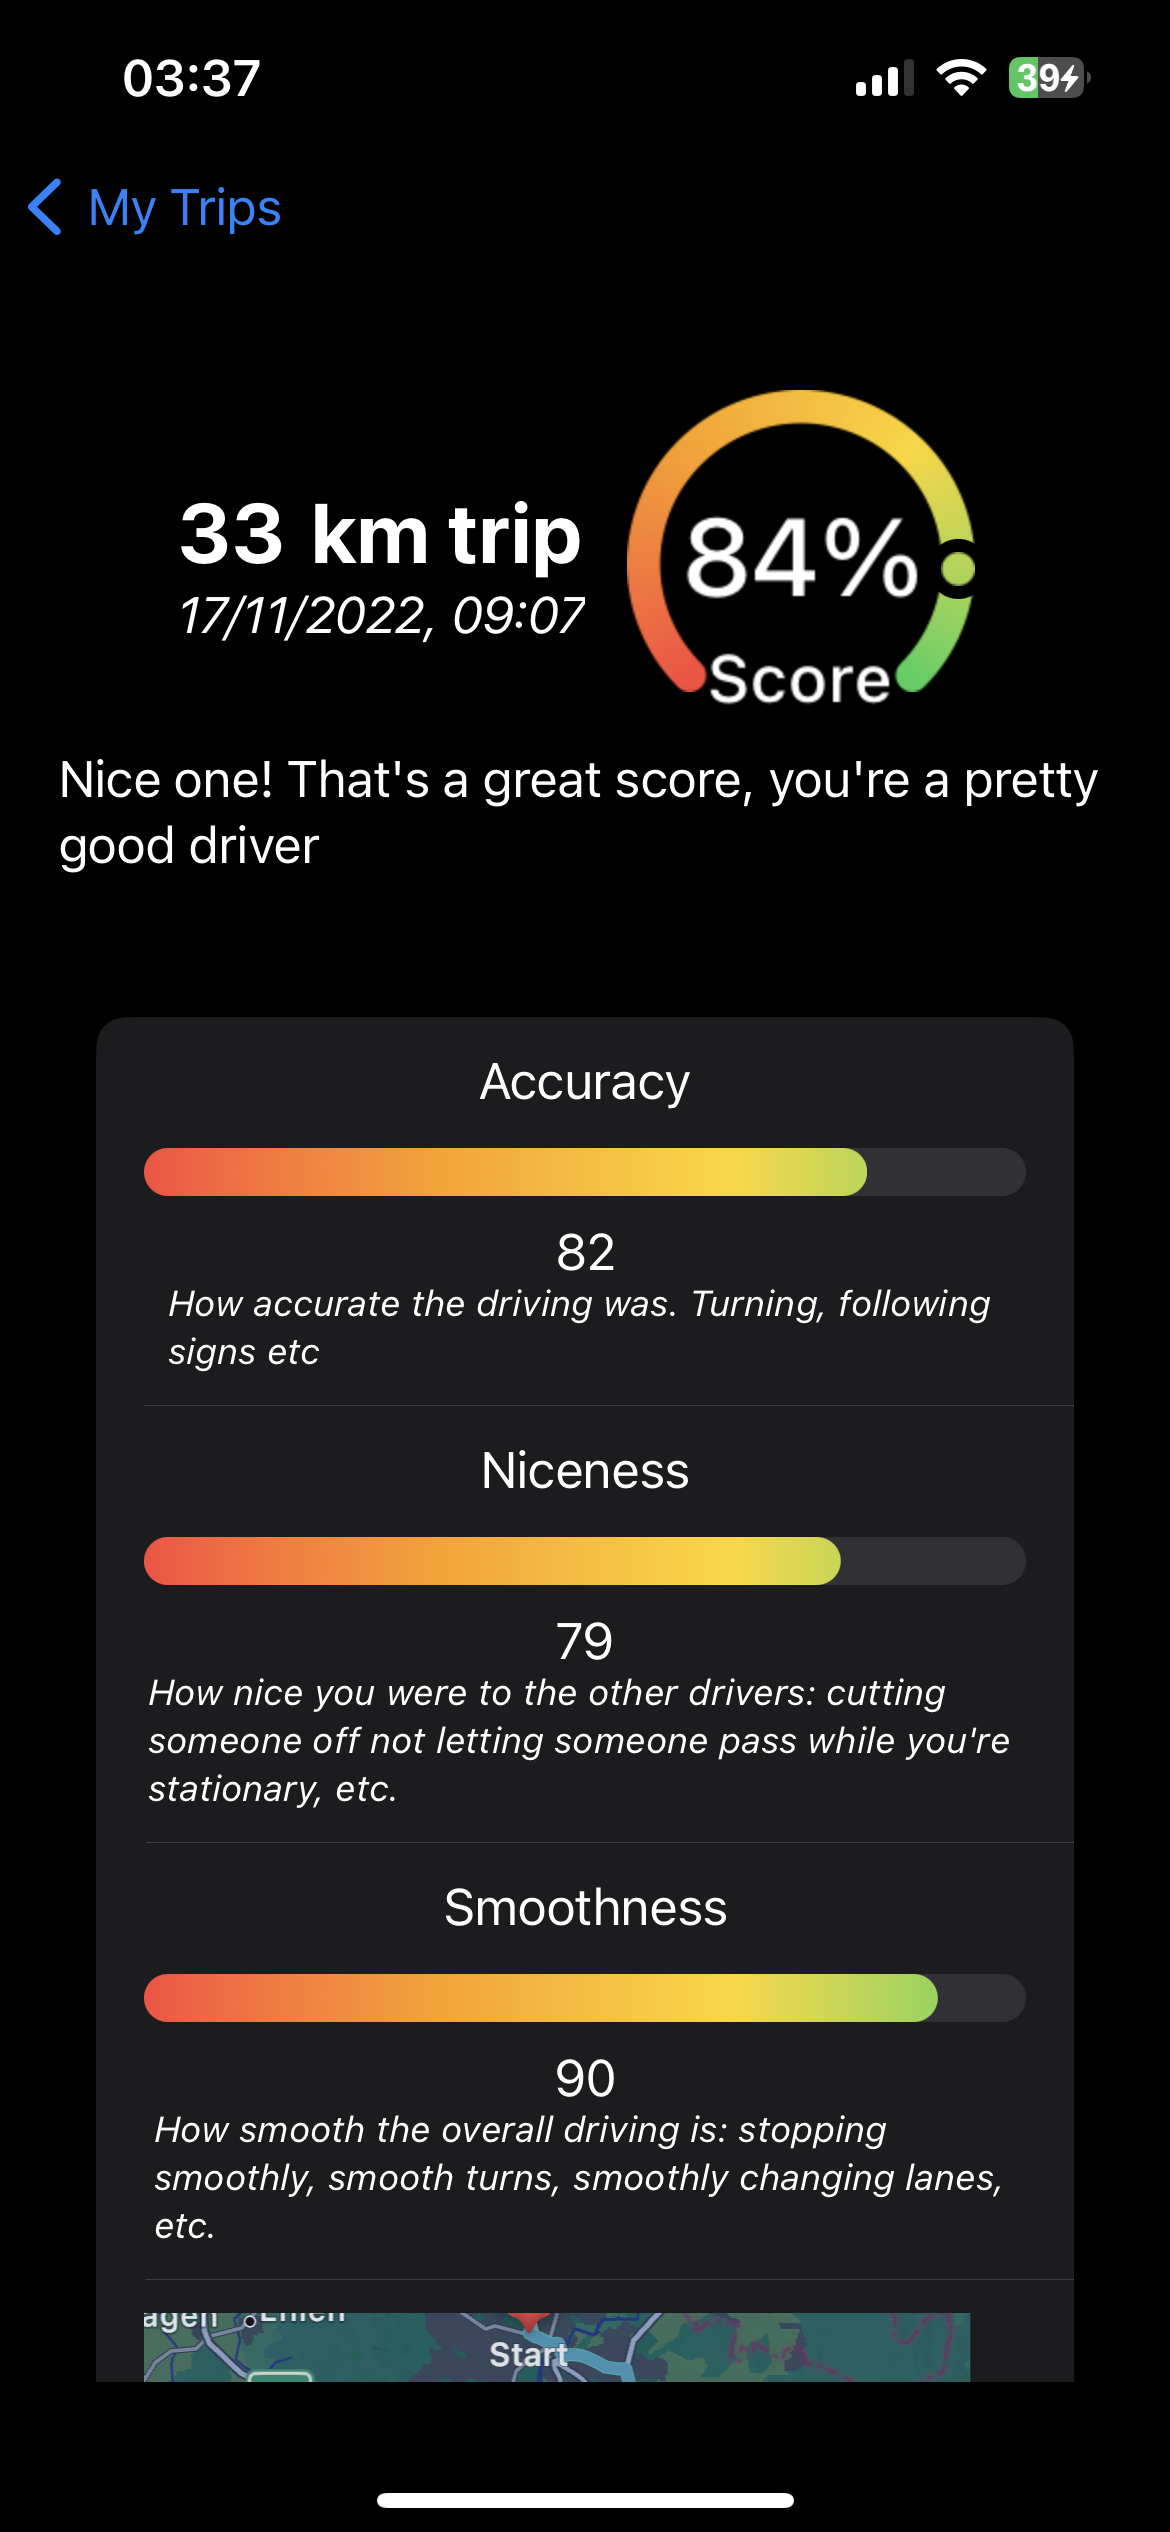 03:37
39
My Trips
33 km trip
17/11/2022, 09:07
84%
Score
Nice one! That's a great score, you're a pretty
good driver
Accuracy
82
How accurate the driving was. Turning, following
signs etc
Niceness
79
How nice you were to the other drivers: cutting
someone off not letting someone pass while you're
stationary, etc.
Smoothness
90
How smooth the overall driving is: stopping
smoothly, smooth turns, smoothly changing lanes,
etc.
Start